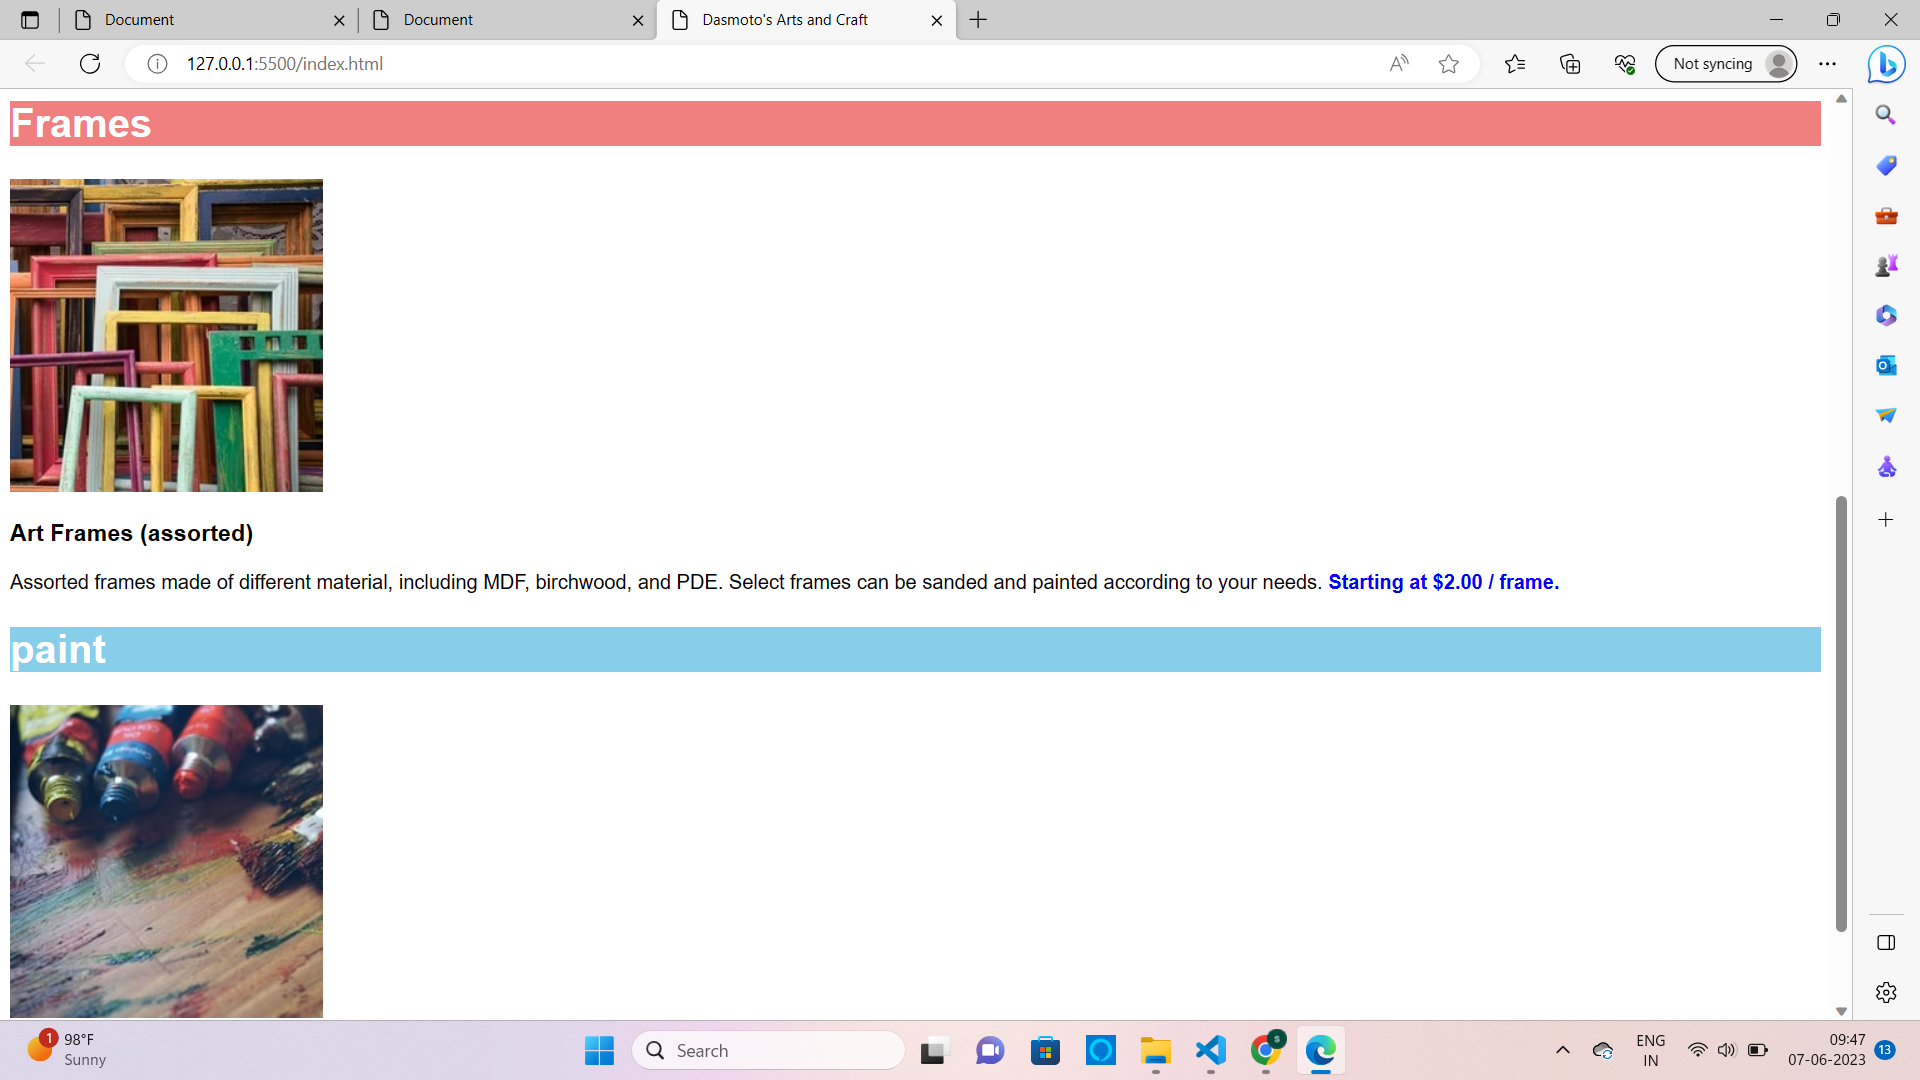 Document
Document
Dasmoto's Arts and Craft
127.0.0.1:5500/index.html
Not syncing
Frames
Art Frames (assorted)
Assorted frames made of different material, including MDF, birchwood, and PDE. Select frames can be sanded and painted according to your needs. Starting at $2.00 / frame.
paint
1
98°F
Sunny
Search
S
ENG
IN
09:47
07-06-2023
13